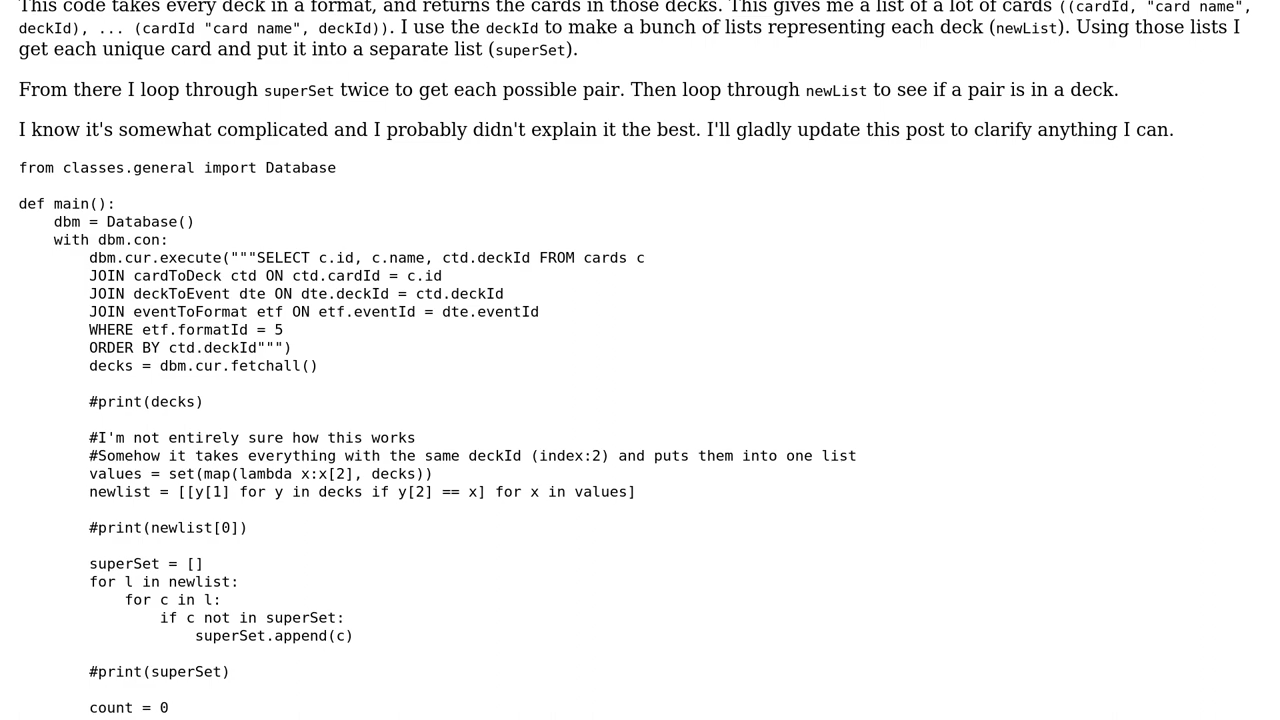 This code takes every deck in a format, and returns the cards in those decks. This gives me a list of a lot of cards ((cardId, "card name",
deckId), ... (cardId "card name", deckId)). I use the deckId to make a bunch of lists representing each deck (newList). Using those lists I
get each unique card and put it into a separate list (superSet).
From there I loop through superSet twice to get each possible pair. Then loop through newList to see if a pair is in a deck.
I know it's somewhat complicated and I probably didn't explain it the best. I'll gladly update this post to clarify anything I can.
from classes.general import Database
def main():
    dbm = Database()
    with dbm.con:
        dbm.cur.execute("""SELECT c.id, c.name, ctd.deckId FROM cards c
        JOIN cardToDeck ctd ON ctd.cardId = c.id
        JOIN deckToEvent dte ON dte.deckId = ctd.deckId
        JOIN eventToFormat etf ON etf.eventId = dte.eventId
        WHERE etf.formatId = 5
        ORDER BY ctd.deckId""")
        decks = dbm.cur.fetchall()
        #print(decks)
        #I'm not entirely sure how this works
        #Somehow it takes everything with the same deckId (index:2) and puts them into one list
        values = set(map(lambda x:x[2], decks))
        newlist = [[y[1] for y in decks if y[2] == x] for x in values]
        #print(newlist[0])
        superSet = []
        for l in newlist:
            for c in l:
                if c not in superSet:
                    superSet.append(c)
        #print(superSet)
        count = 0